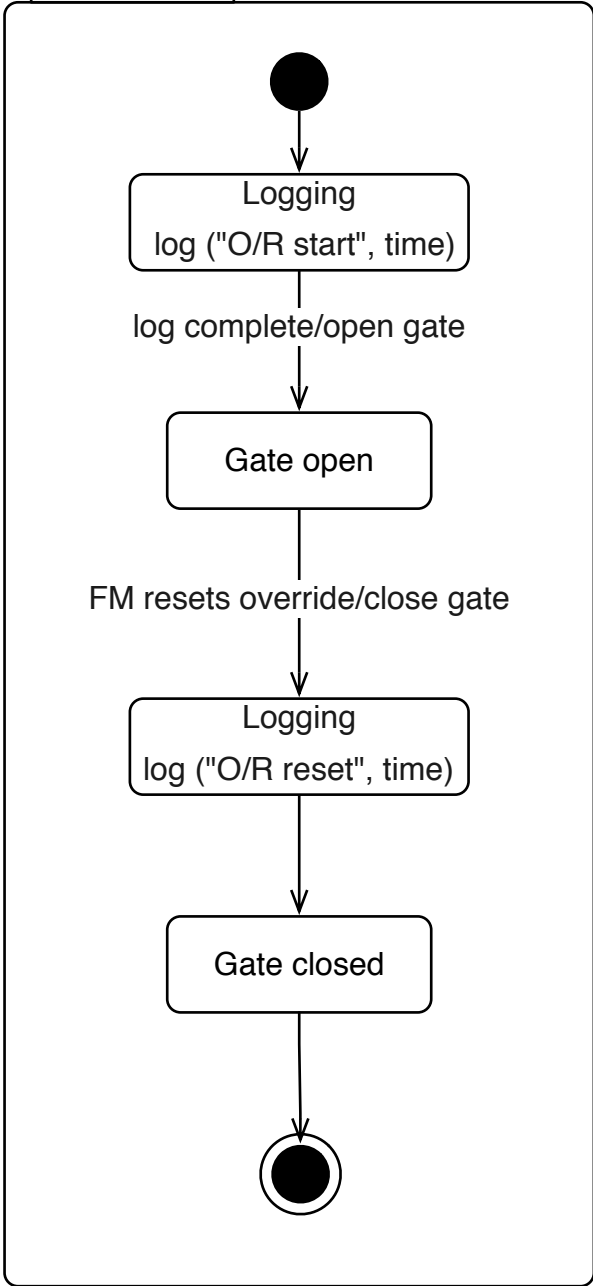 Logging
log ("O/R start", time)
log complete/open gate
Gate open
FM resets override/close gate
Logging
log ("O/R reset", time)
Gate closed